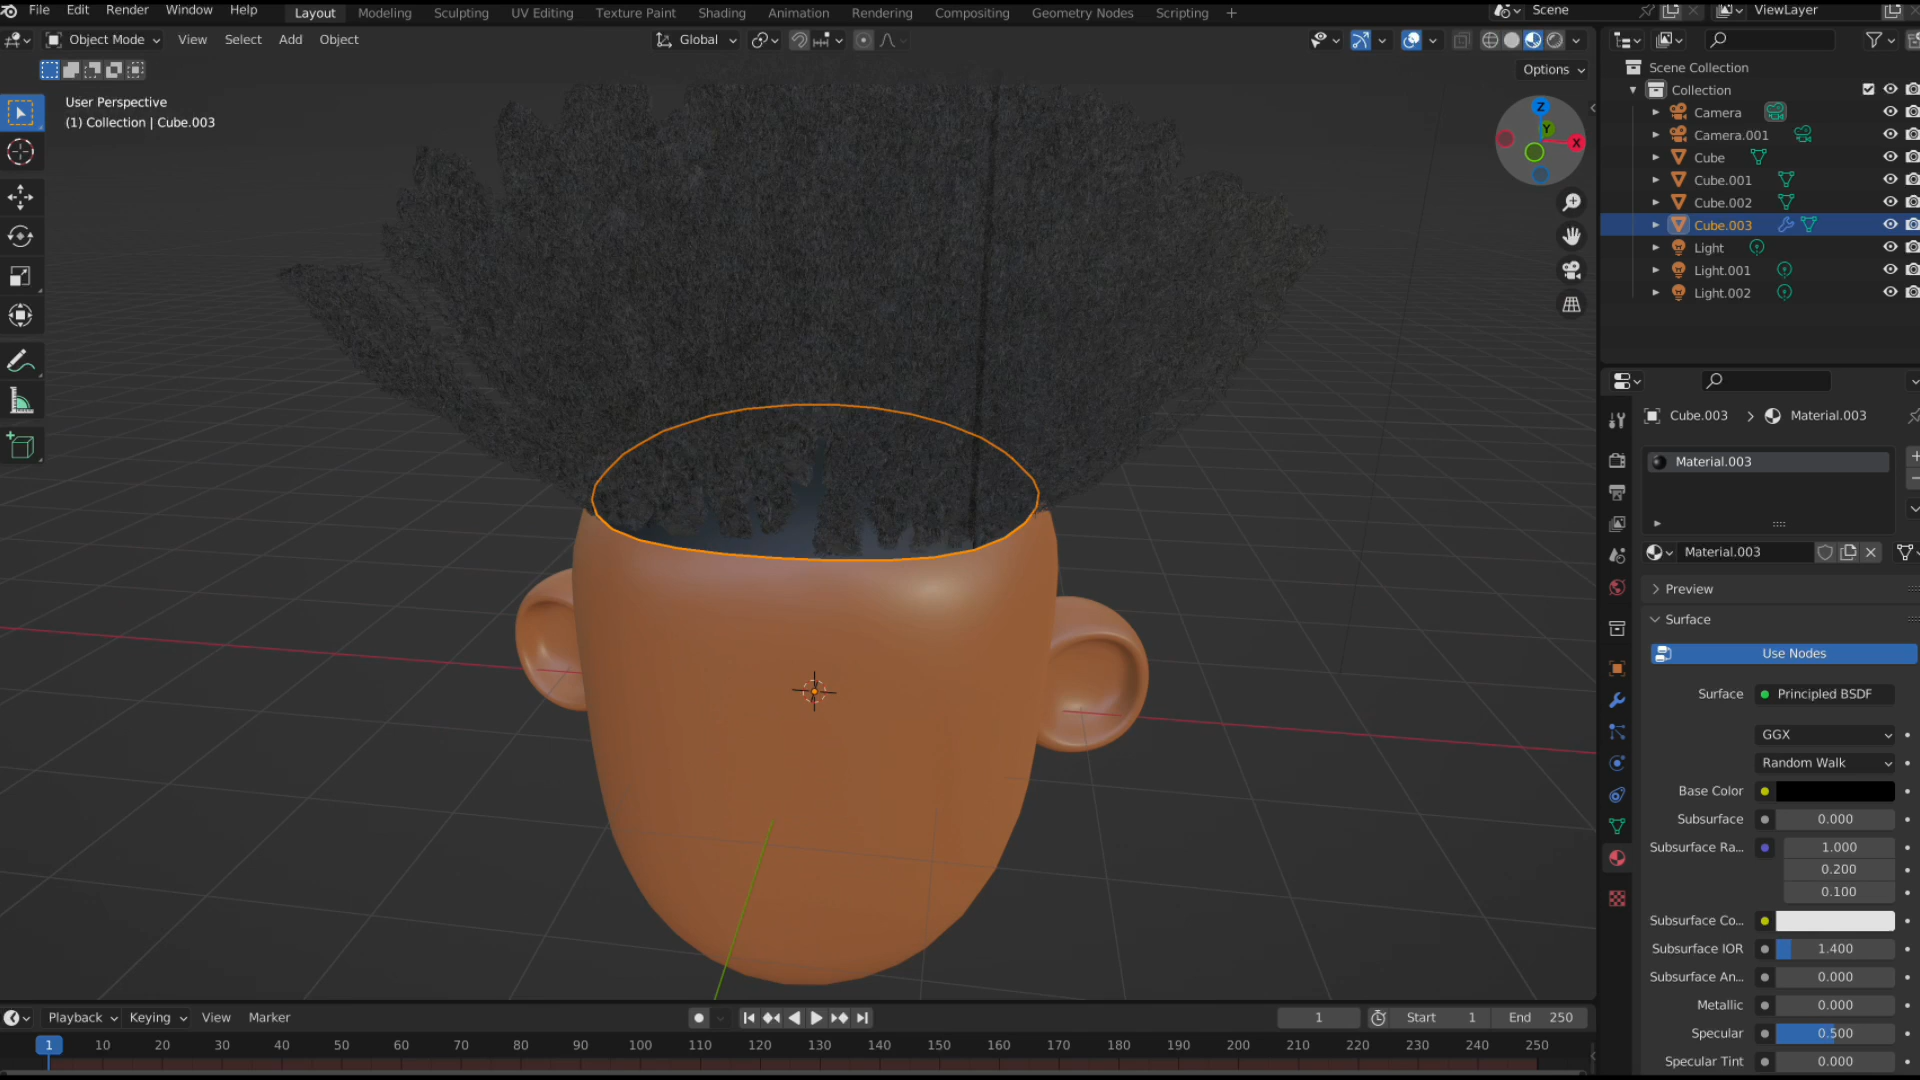 File Edit Render Window Help Layout Modeling Sculpting UV Editing Texture Paint Shading Animation Rendering Compositing Geometry Nodes Scripting + Scene ViewLayer
Object Mode View Select Add Object Global
Options
User Perspective
(1) Collection | Cube.003
Z
Y
X
Scene Collection
Collection
Camera
Camera.001
Cube
Cube.001
Cube.002
Cube.003
Light
Light.001
Light.002
Cube.003 > Material.003
Material.003
Material.003
Preview
Surface
Use Nodes
Surface Principled BSDF
GGX
Random Walk
Base Color
Subsurface 0.000
Subsurface Ra... 1.000
0.200
0.100
Subsurface Co...
Subsurface IOR 1.400
Subsurface An... 0.000
Metallic 0.000
Specular 0.500
Specular Tint 0.000
Playback Keying View Marker 1 Start 1 End 250
1 10 20 30 40 50 60 70 80 90 100 110 120 130 140 150 160 170 180 190 200 210 220 230 240 250